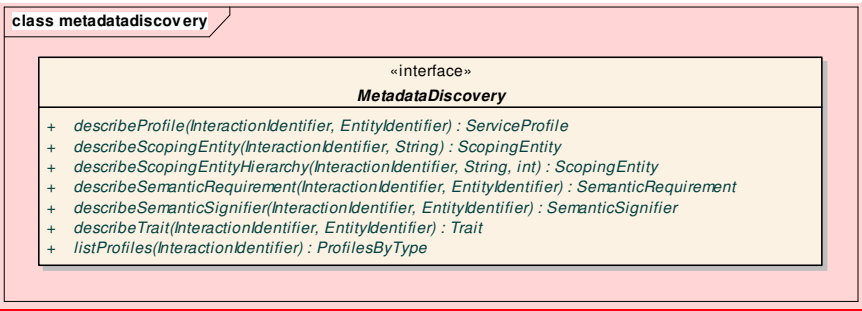 class metadatadiscovery
«interface»
MetadataDiscovery
+ describeProfile(InteractionIdentifier, EntityIdentifier) : ServiceProfile
+ describeScopingEntity(InteractionIdentifier, String) : ScopingEntity
+ describeScopingEntityHierarchy(InteractionIdentifier, String, int) : ScopingEntity
+ describeSemanticRequirement(InteractionIdentifier, EntityIdentifier) : SemanticRequirement
+ describeSemanticSignifier(InteractionIdentifier, EntityIdentifier) : SemanticSignifier
+ describeTrait(InteractionIdentifier, EntityIdentifier) : Trait
+ listProfiles(InteractionIdentifier) : ProfilesByType